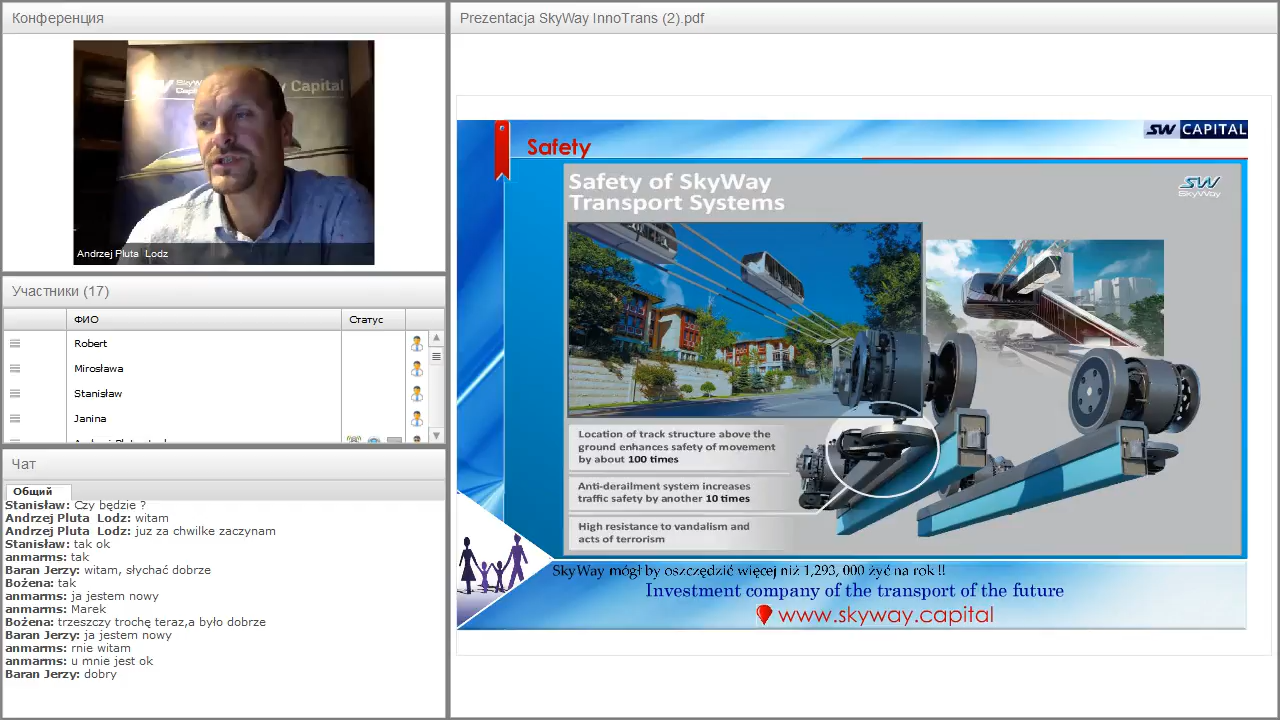 Конференция
SkyWay Capital
Andrzej Pluta Lodz
Участники (17)
ФИО
Статус
Robert
Mirosława
Stanisław
Janina
Чат
Общий
Stanisław: Czy będzie ?
Andrzej Pluta Lodz: witam
Andrzej Pluta Lodz: juz za chwilke zaczynam
Stanisław: tak ok
anmarms: tak
Baran Jerzy: witam, słychać dobrze
Bożena: tak
anmarms: ja jestem nowy
anmarms: Marek
Bożena: trzeszczy trochę teraz,a było dobrze
Baran Jerzy: ja jestem nowy
anmarms: rnie witam
anmarms: u mnie jest ok
Baran Jerzy: dobry
Prezentacja SkyWay InnoTrans (2).pdf
SW CAPITAL
Safety
Safety of SkyWay
Transport Systems
SW
SkyWay
Location of track structure above the
ground enhances safety of movement
by about 100 times
Anti-derailment system increases
traffic safety by another 10 times
High resistance to vandalism and
acts of terrorism
SkyWay mógł by oszczędzić więcej niż 1,293, 000 żyć na rok !!
Investment company of the transport of the future
www.skyway.capital